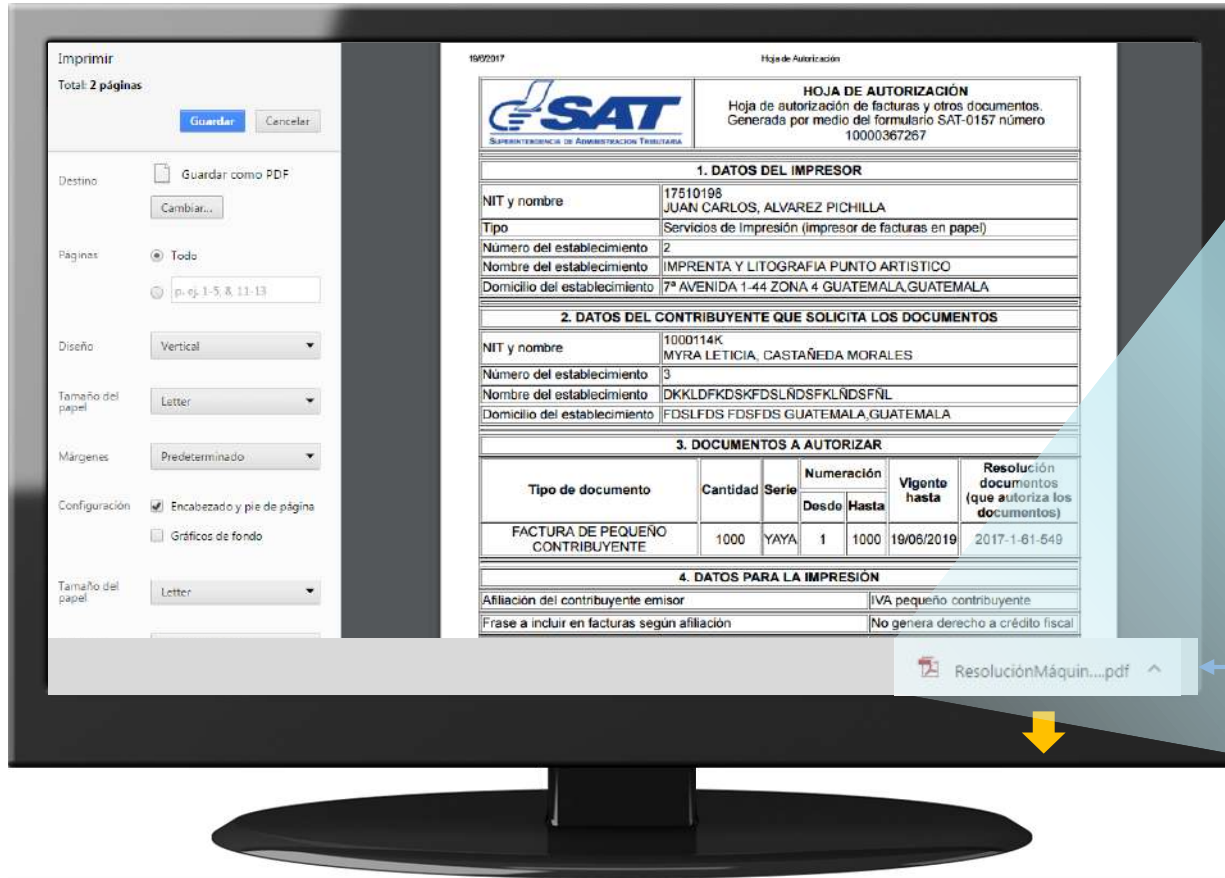 Imprimir
Total: 2 páginas
Guardar Cancelar
Destino Guardar como PDF
Cambiar...
Páginas Todo
p. ej. 1-5, 8, 11-13
Diseño Vertical
Tamaño del papel Letter
Márgenes Predeterminado
Configuración Encabezado y pie de página
Gráficos de fondo
Tamaño del papel Letter
19/6/2017 Hoja de Autorización
SAT
SUPERINTENDENCIA DE ADMINISTRACION TRIBUTARIA
HOJA DE AUTORIZACIÓN
Hoja de autorización de facturas y otros documentos.
Generada por medio del formulario SAT-0157 número
10000367267
1. DATOS DEL IMPRESOR
NIT y nombre 17510198
JUAN CARLOS, ALVAREZ PICHILLA
Tipo Servicios de Impresión (impresor de facturas en papel)
Número del establecimiento 2
Nombre del establecimiento IMPRENTA Y LITOGRAFIA PUNTO ARTISTICO
Domicilio del establecimiento 7ª AVENIDA 1-44 ZONA 4 GUATEMALA,GUATEMALA
2. DATOS DEL CONTRIBUYENTE QUE SOLICITA LOS DOCUMENTOS
NIT y nombre 1000114K
MYRA LETICIA, CASTAÑEDA MORALES
Número del establecimiento 3
Nombre del establecimiento DKKLDFKDSKFDSLÑDSFKLÑDSFÑL
Domicilio del establecimiento FDSLFDS FDSFDS GUATEMALA,GUATEMALA
3. DOCUMENTOS A AUTORIZAR
Tipo de documento Cantidad Serie Numeración Desde Hasta Vigente hasta Resolución documentos (que autoriza los documentos)
FACTURA DE PEQUEÑO CONTRIBUYENTE 1000 YAYA 1 1000 19/06/2019 2017-1-61-549
4. DATOS PARA LA IMPRESIÓN
Afiliación del contribuyente emisor IVA pequeño contribuyente
Frase a incluir en facturas según afiliación No genera derecho a crédito fiscal
ResoluciónMáquin....pdf